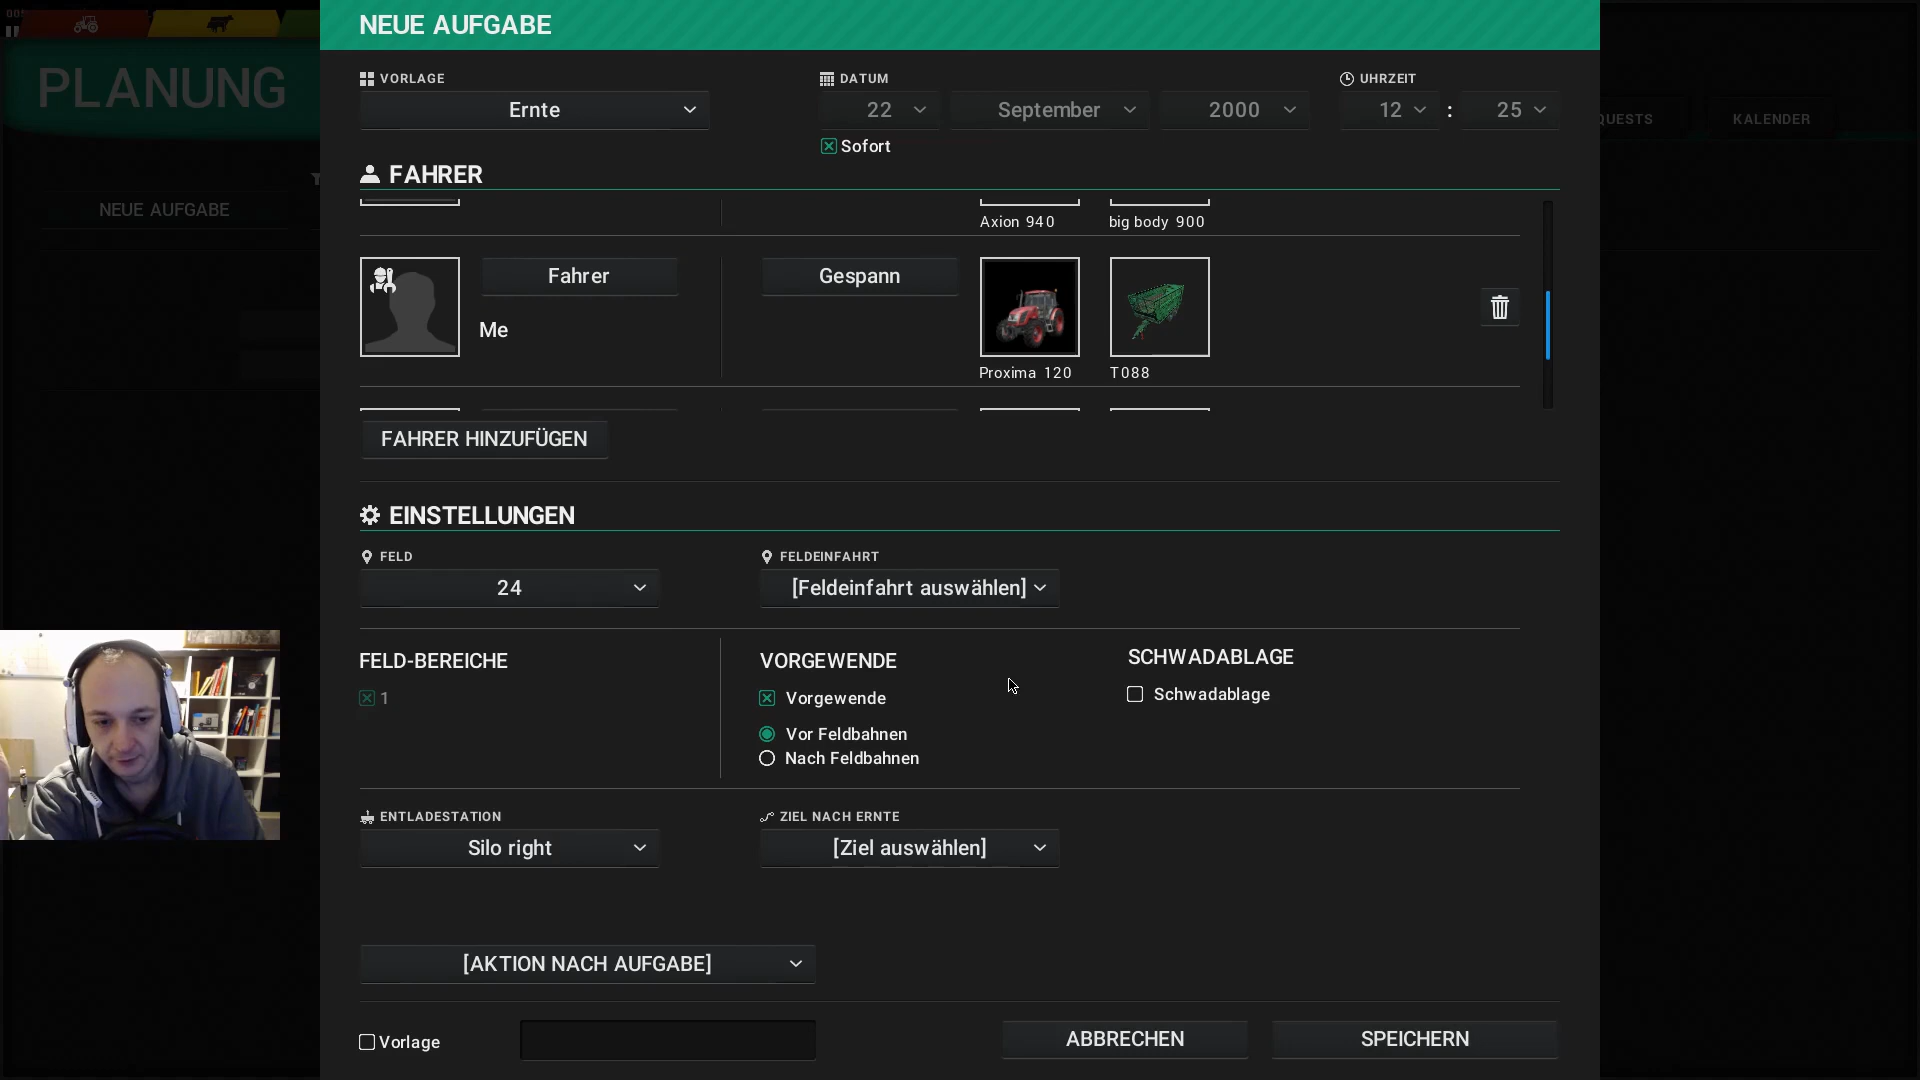 NEUE AUFGABE
PLANUNG
VORLAGE
DATUM
UHRZEIT
Ernte
22
September
2000
12 : 25
QUESTS
KALENDER
Sofort
FAHRER
NEUE AUFGABE
Axion 940
big body 900
Fahrer
Gespann
Me
Proxima 120
T088
FAHRER HINZUFÜGEN
EINSTELLUNGEN
FELD
FELDEINFAHRT
24
[Feldeinfahrt auswählen]
FELD-BEREICHE
VORGEWENDE
SCHWADABLAGE
1
Vorgewende
Schwadablage
Vor Feldbahnen
Nach Feldbahnen
ENTLADESTATION
ZIEL NACH ERNTE
Silo right
[Ziel auswählen]
[AKTION NACH AUFGABE]
Vorlage
ABBRECHEN
SPEICHERN